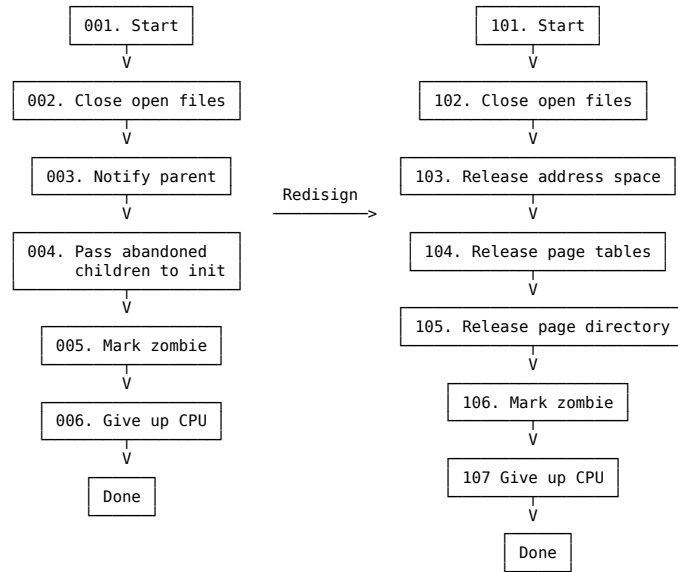 001. Start
V
002. Close open files
V
003. Notify parent
V
004. Pass abandoned
children to init
V
005. Mark zombie
V
006. Give up CPU
V
Done
Redisign
101. Start
V
102. Close open files
V
103. Release address space
V
104. Release page tables
V
105. Release page directory
V
106. Mark zombie
V
107 Give up CPU
V
Done